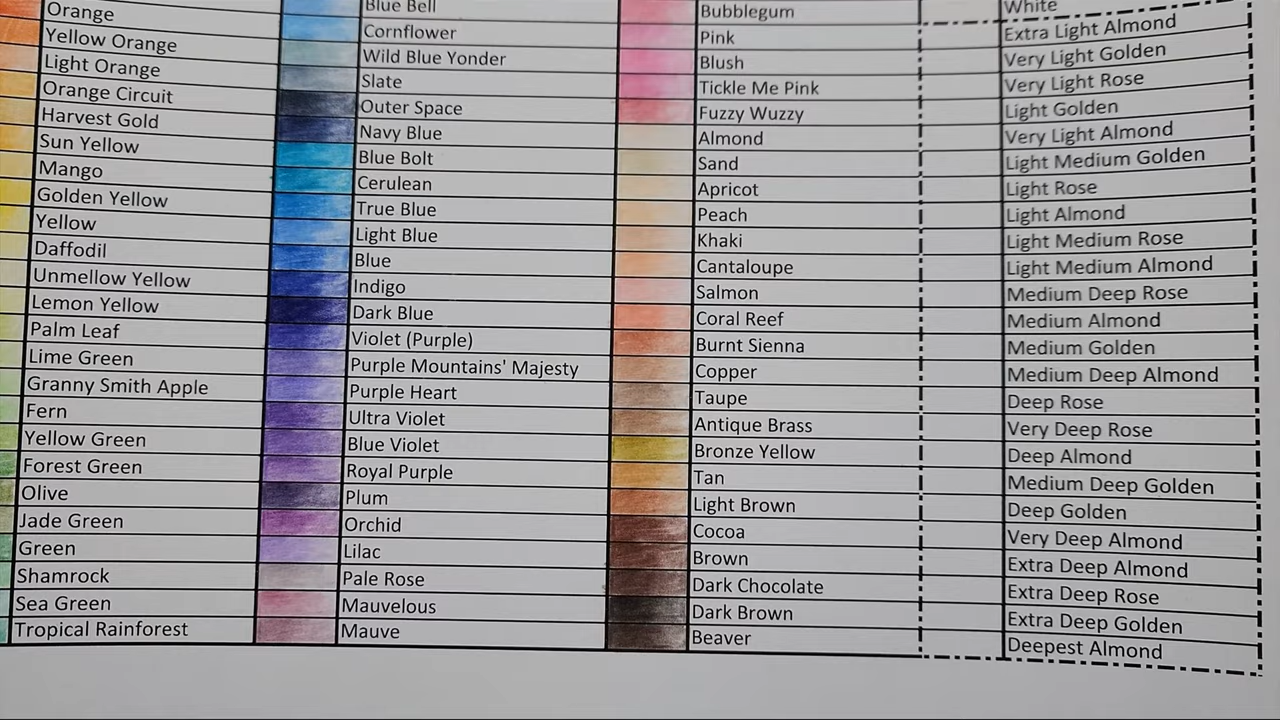 Orange
Yellow Orange
Light Orange
Orange Circuit
Harvest Gold
Sun Yellow
Mango
Golden Yellow
Yellow
Daffodil
Unmellow Yellow
Lemon Yellow
Palm Leaf
Lime Green
Granny Smith Apple
Fern
Yellow Green
Forest Green
Olive
Jade Green
Green
Shamrock
Sea Green
Tropical Rainforest
Blue Bell
Cornflower
Wild Blue Yonder
Slate
Outer Space
Navy Blue
Blue Bolt
Cerulean
True Blue
Light Blue
Blue
Indigo
Dark Blue
Violet (Purple)
Purple Mountains' Majesty
Purple Heart
Ultra Violet
Blue Violet
Royal Purple
Plum
Orchid
Lilac
Pale Rose
Mauvelous
Mauve
Bubblegum
Pink
Blush
Tickle Me Pink
Fuzzy Wuzzy
Almond
Sand
Apricot
Peach
Khaki
Cantaloupe
Salmon
Coral Reef
Burnt Sienna
Copper
Taupe
Antique Brass
Bronze Yellow
Tan
Light Brown
Cocoa
Brown
Dark Chocolate
Dark Brown
Beaver
White
Extra Light Almond
Very Light Golden
Very Light Rose
Light Golden
Very Light Almond
Light Medium Golden
Light Rose
Light Almond
Light Medium Rose
Light Medium Almond
Medium Deep Rose
Medium Almond
Medium Golden
Medium Deep Almond
Deep Rose
Very Deep Rose
Deep Almond
Medium Deep Golden
Deep Golden
Very Deep Almond
Extra Deep Almond
Extra Deep Rose
Extra Deep Golden
Deepest Almond